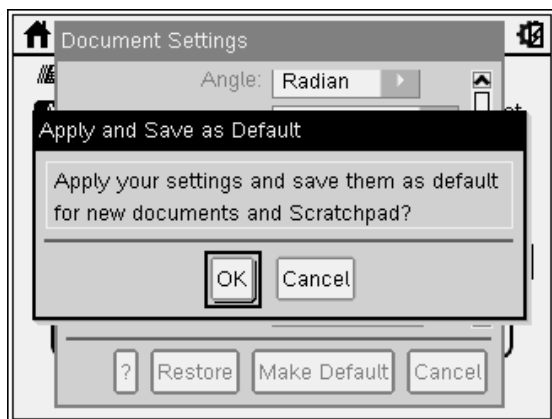 Document Settings
Angle: Radian
Apply and Save as Default
Apply your settings and save them as default
for new documents and Scratchpad?
OK Cancel
? Restore Make Default Cancel